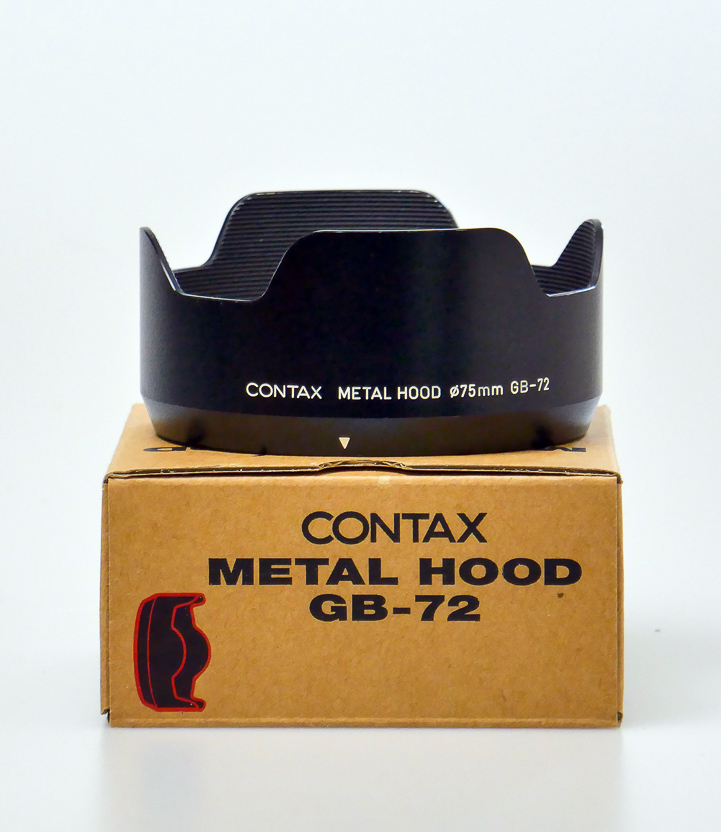 CONTAX METAL HOOD ø75mm GB-72
CONTAX
METAL HOOD
GB-72